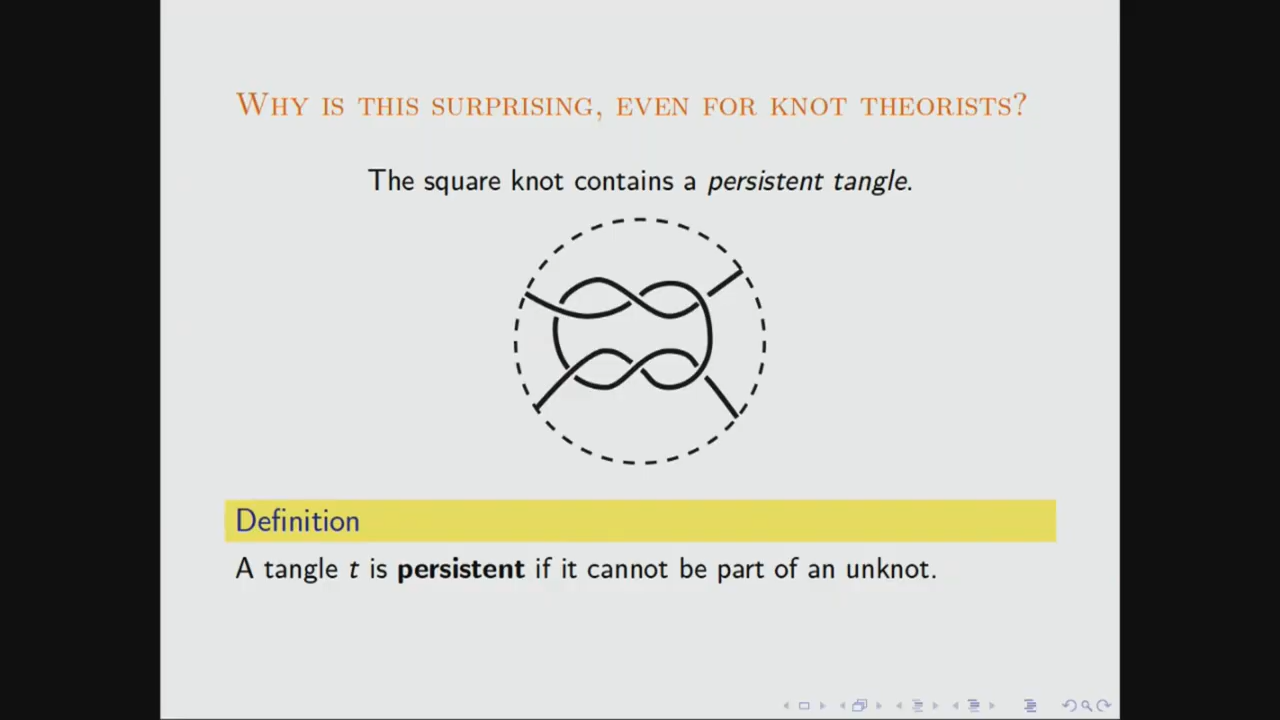 WHY IS THIS SURPRISING, EVEN FOR KNOT THEORISTS?
The square knot contains a persistent tangle.
Definition
A tangle t is persistent if it cannot be part of an unknot.